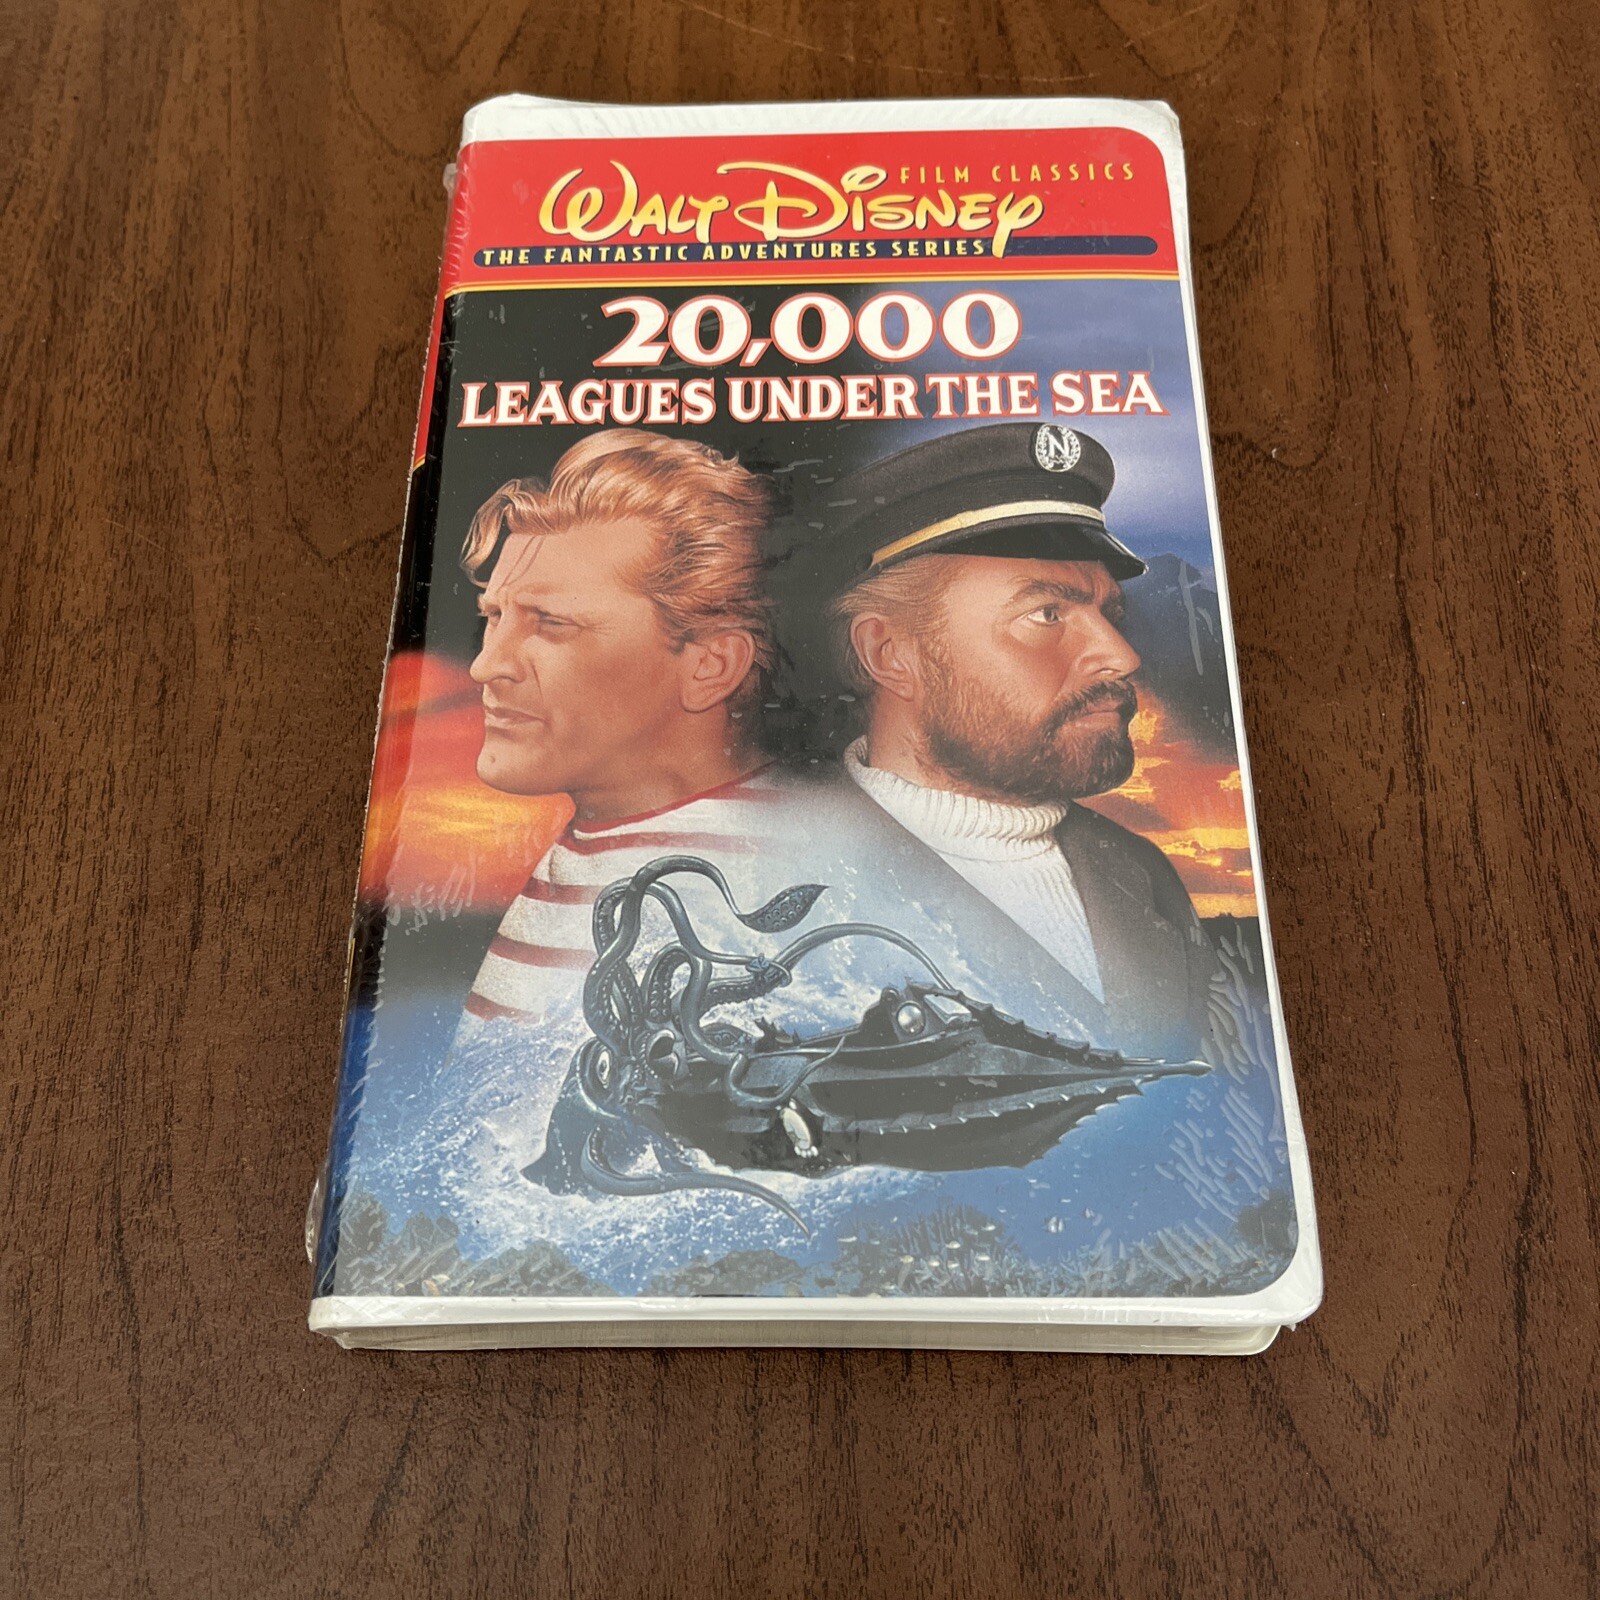 FILM CLASSICS
WALT DISNEY
THE FANTASTIC ADVENTURES SERIES
20,000
LEAGUES UNDER THE SEA
N